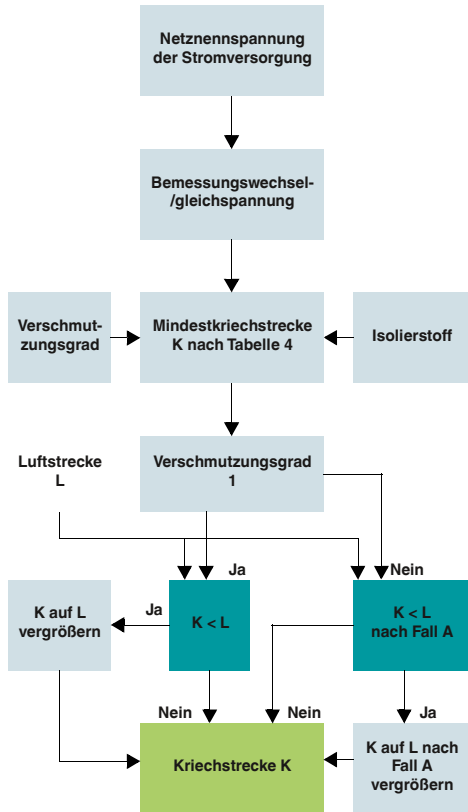 Netznennspannung
der Stromversorgung
Bemessungswechsel-
/gleichspannung
Verschmut-
zungsgrad
Mindestkriechstrecke
K nach Tabelle 4
Isolierstoff
Luftstrecke
L
Verschmutzungsgrad
1
Ja
Nein
K auf L
vergrößern
Ja
K < L
K < L
nach Fall A
Nein
Nein
Ja
Kriechstrecke K
K auf L nach
Fall A
vergrößern